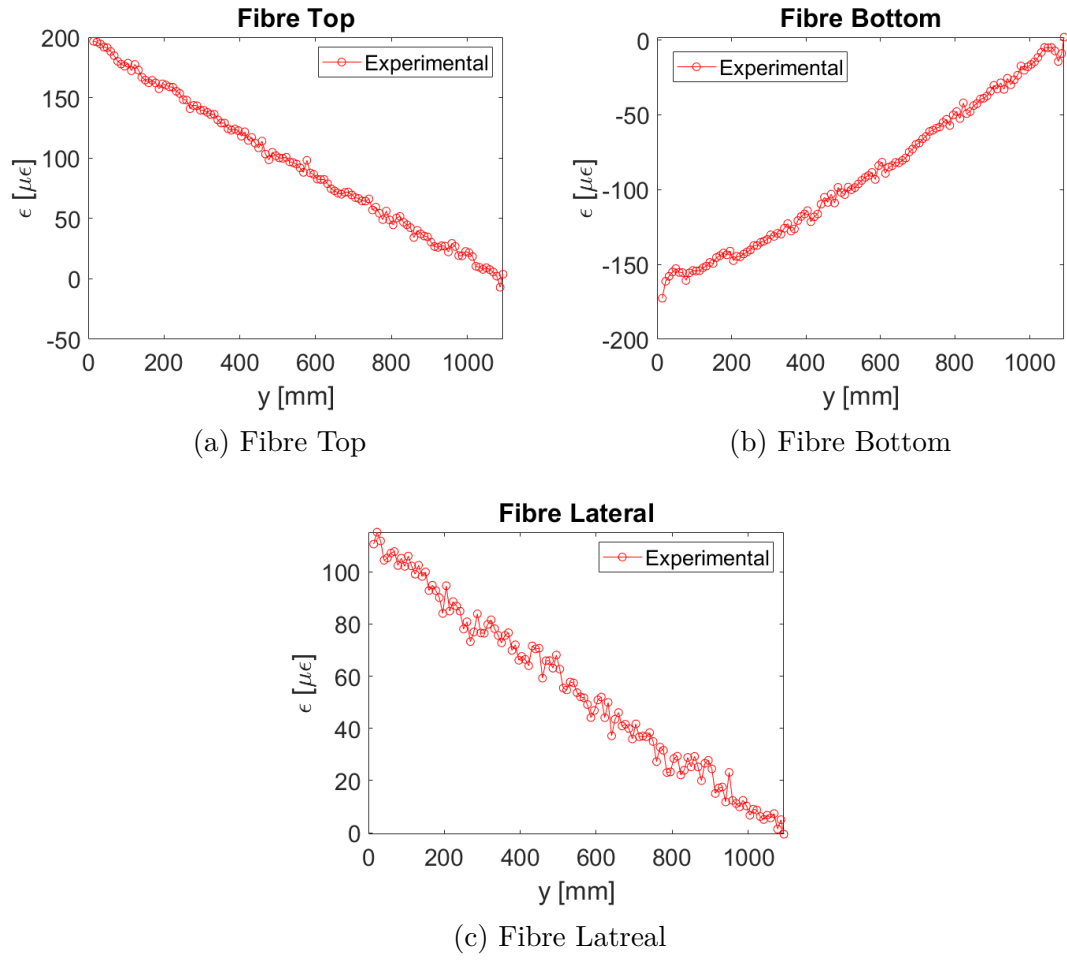 Fibre Top
200
150
100
50
0
-50
0 200 400 600 800 1000
ϵ [μϵ]
y [mm]
Experimental
(a) Fibre Top
Fibre Bottom
0
-50
-100
-150
-200
0 200 400 600 800 1000
ϵ [μϵ]
y [mm]
Experimental
(b) Fibre Bottom
Fibre Lateral
100
80
60
40
20
0
0 200 400 600 800 1000
ϵ [μϵ]
y [mm]
Experimental
(c) Fibre Latreal